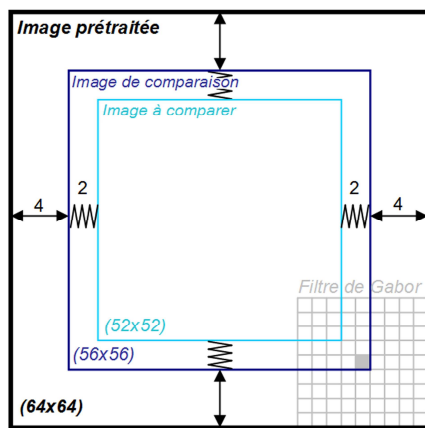 Image prétraitée
Image de comparaison
Image à comparer
2
2
4
4
Filtre de Gabor
(52x52)
(56x56)
(64x64)